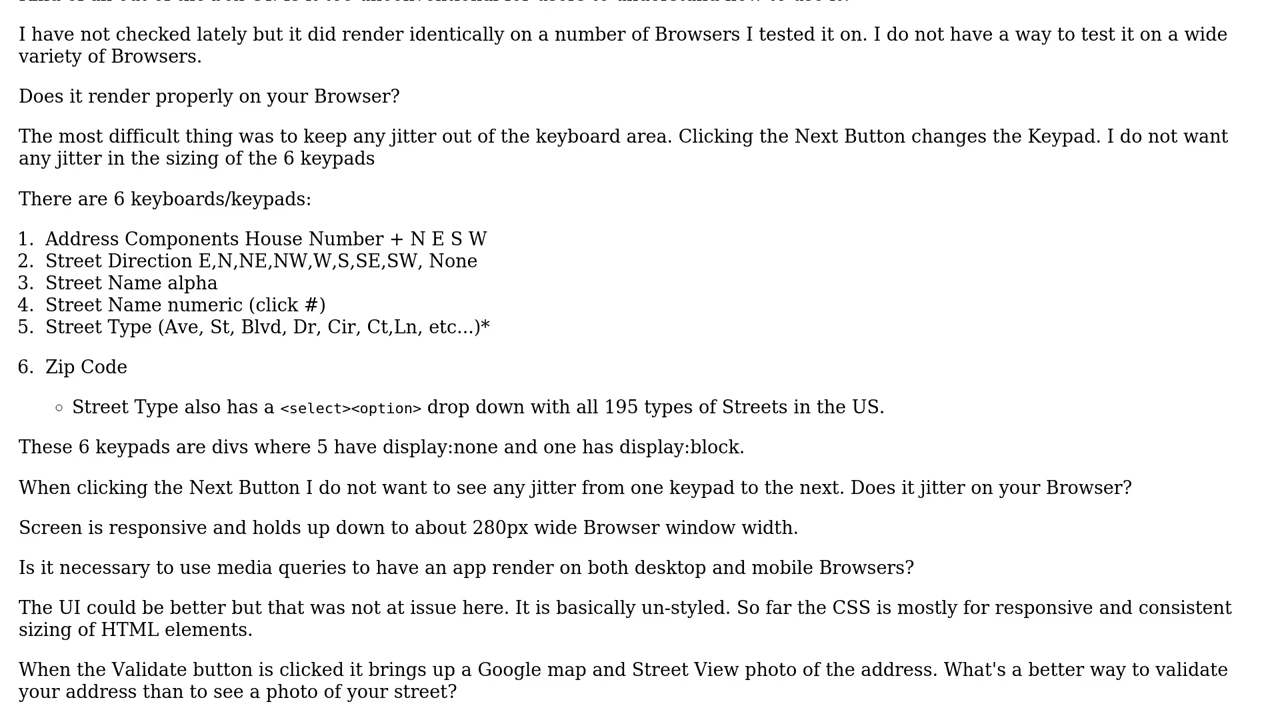 I have not checked lately but it did render identically on a number of Browsers I tested it on. I do not have a way to test it on a wide
variety of Browsers.
Does it render properly on your Browser?
The most difficult thing was to keep any jitter out of the keyboard area. Clicking the Next Button changes the Keypad. I do not want
any jitter in the sizing of the 6 keypads
There are 6 keyboards/keypads:
1. Address Components House Number + N E S W
2. Street Direction E,N,NE,NW,W,S,SE,SW, None
3. Street Name alpha
4. Street Name numeric (click #)
5. Street Type (Ave, St, Blvd, Dr, Cir, Ct,Ln, etc...)*
6. Zip Code
◦ Street Type also has a <select><option> drop down with all 195 types of Streets in the US.
These 6 keypads are divs where 5 have display:none and one has display:block.
When clicking the Next Button I do not want to see any jitter from one keypad to the next. Does it jitter on your Browser?
Screen is responsive and holds up down to about 280px wide Browser window width.
Is it necessary to use media queries to have an app render on both desktop and mobile Browsers?
The UI could be better but that was not at issue here. It is basically un-styled. So far the CSS is mostly for responsive and consistent
sizing of HTML elements.
When the Validate button is clicked it brings up a Google map and Street View photo of the address. What's a better way to validate
your address than to see a photo of your street?